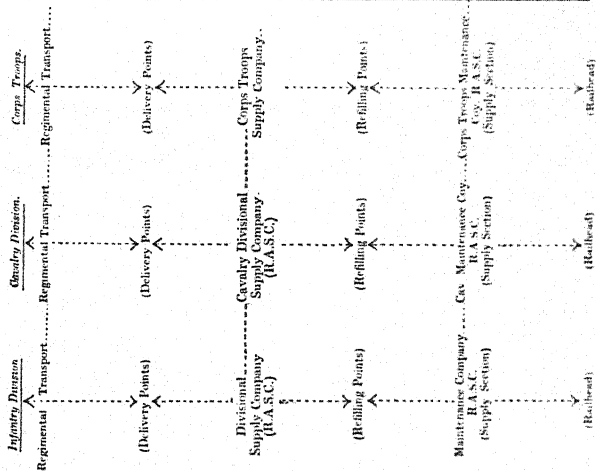 Infantry Division Cavalry Division. Corps Troops.
Regimental Transport......Regimental Transport......Regimental Transport......
(Delivery Points) (Delivery Points) (Delivery Points)
Divisional.........Cavalry Divisional.........Corps Troops
Supply Company Supply Company. Supply Company..
(R.A.S.C.) (R.A.S.C.)
(Refilling Points) (Refilling Points) (Refilling Points)
Maintenance Company ....Cav Maintenance Coy.....Corps Troops Maintenance
R.A.S.C. R.A.S.C. Coy. R.A.S.C.
(Supply Section) (Supply Section) (Supply Section)
(Railhead) (Railhead) (Railhead)